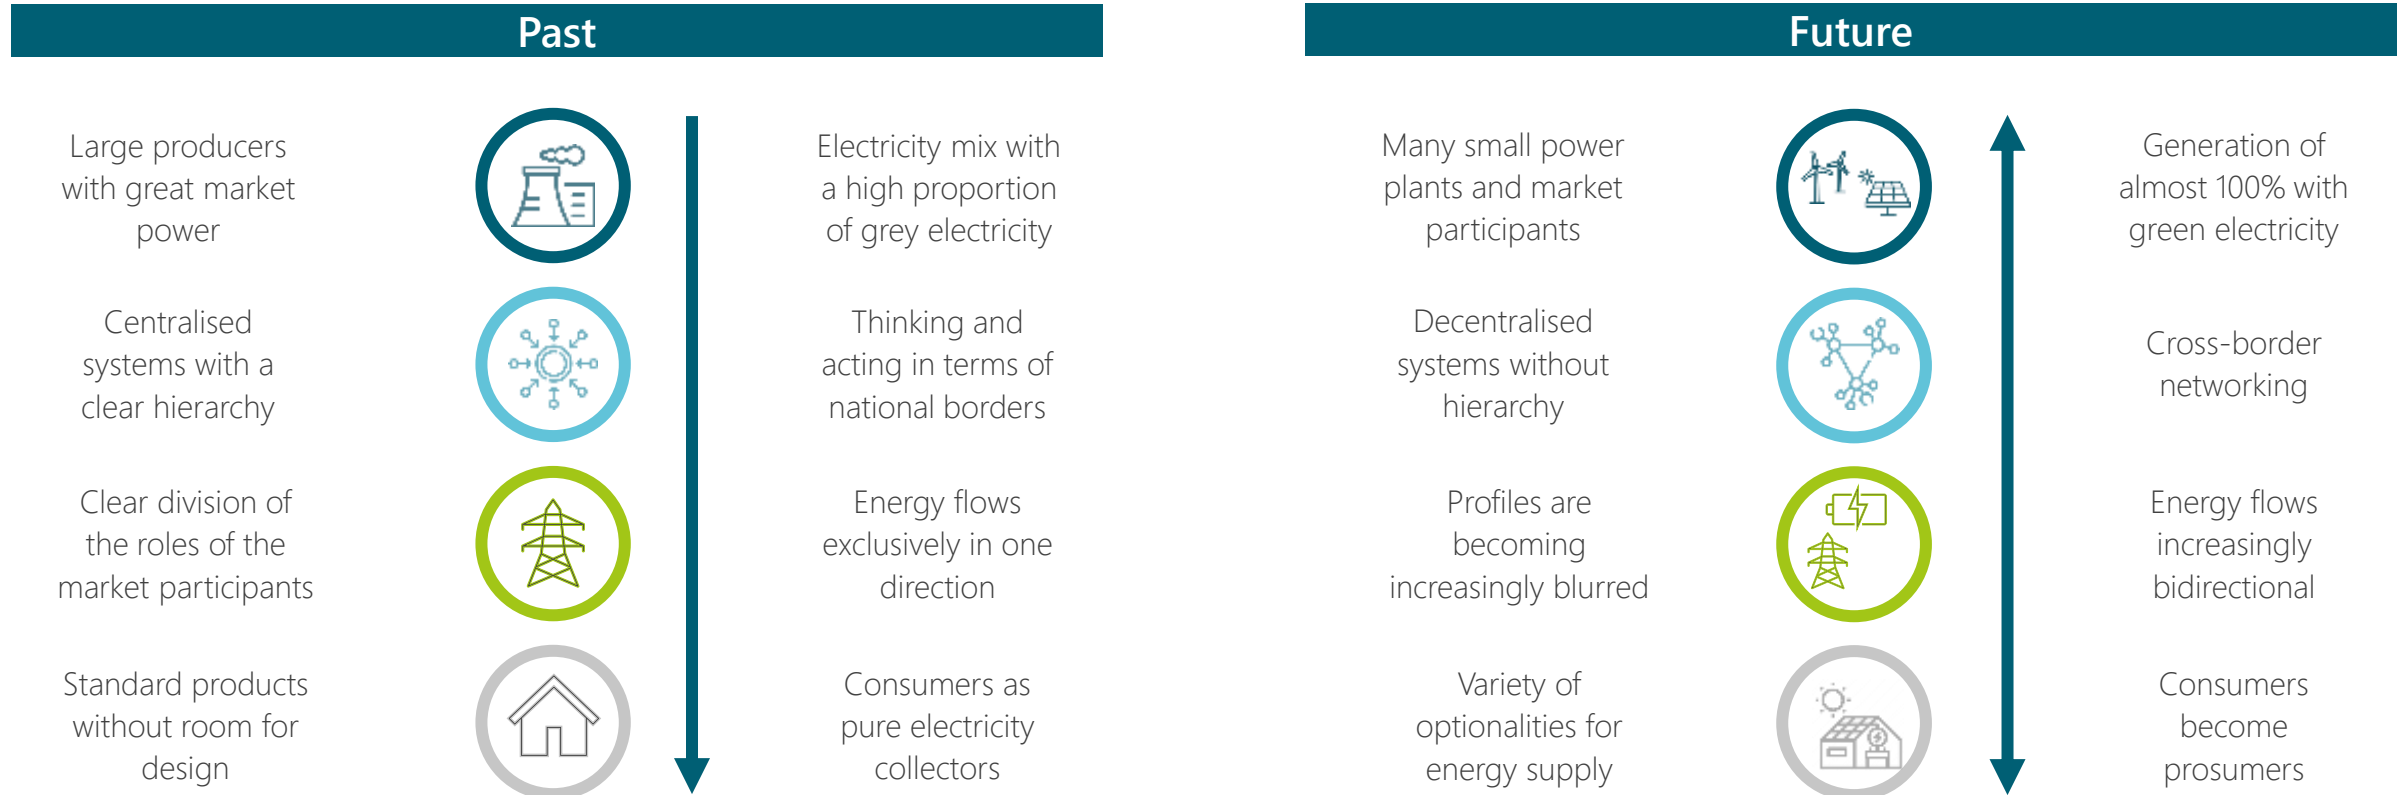 Past
Large producers
with great market
power
Electricity mix with
a high proportion
of grey electricity
Centralised
systems with a
clear hierarchy
Thinking and
acting in terms of
national borders
Clear division of
the roles of the
market participants
Energy flows
exclusively in one
direction
Standard products
without room for
design
Consumers as
pure electricity
collectors
Future
Many small power
plants and market
participants
Generation of
almost 100% with
green electricity
Decentralised
systems without
hierarchy
Cross-border
networking
Profiles are
becoming
increasingly blurred
Energy flows
increasingly
bidirectional
Variety of
optionalities for
energy supply
Consumers
become
prosumers